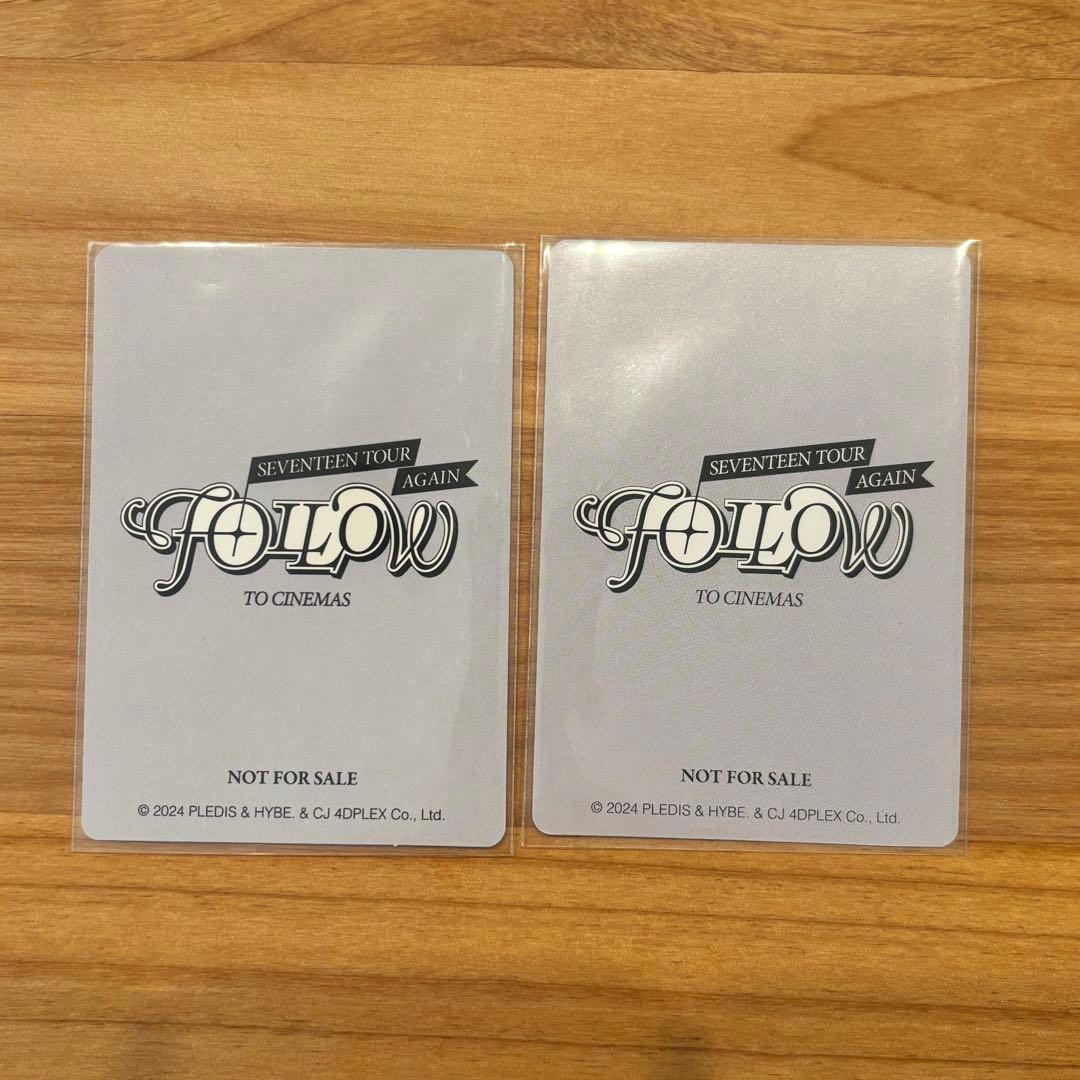 SEVENTEEN TOUR
AGAIN
FOLLOW
TO CINEMAS
NOT FOR SALE
© 2024 PLEDIS & HYBE. & CJ 4DPLEX Co., Ltd.
SEVENTEEN TOUR
AGAIN
FOLLOW
TO CINEMAS
NOT FOR SALE
© 2024 PLEDIS & HYBE. & CJ 4DPLEX Co., Ltd.